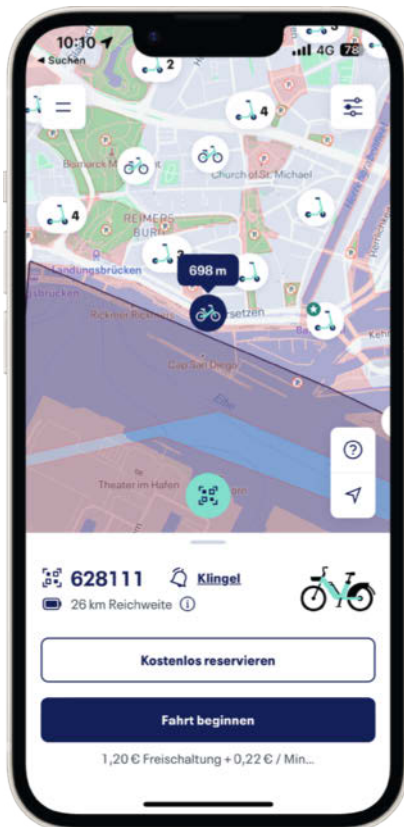 10:10
4G 78
◂ Suchen
2
4
Church of St. Michael
4
REIMERS
BURG
698 m
Landungsbrücken
Rickmer Rickmers
Cap San Diego
Elbe
Theater im Hafen
628111 Klingel
26 km Reichweite
Kostenlos reservieren
Fahrt beginnen
1,20 € Freischaltung + 0,22 € / Min...